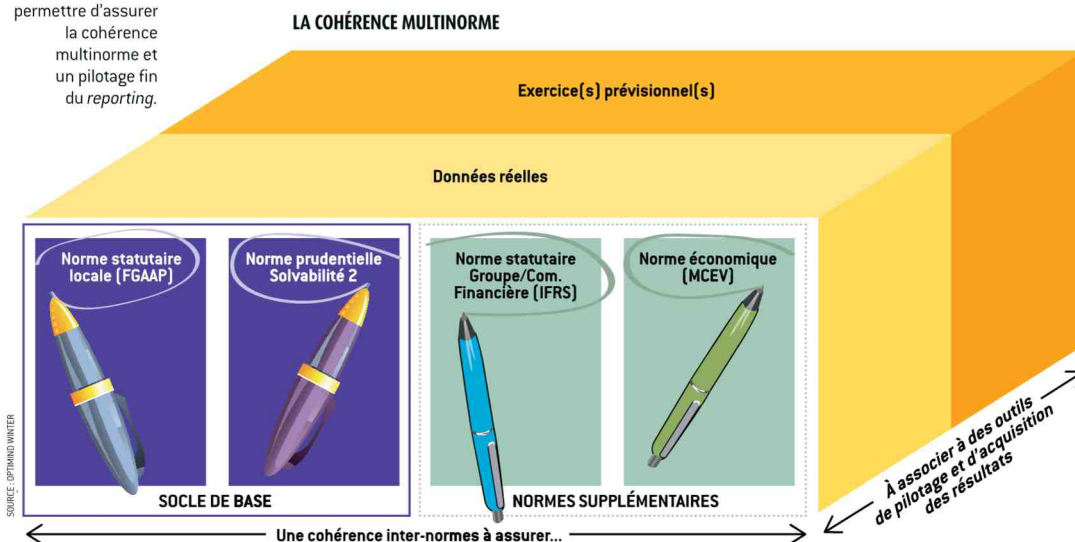 permettre d'assurer
la cohérence
multinorme et
un pilotage fin
du reporting.
LA COHÉRENCE MULTINORME
Exercice(s) prévisionnel(s)
Données réelles
Norme statutaire
locale (FGAAP)
Norme prudentielle
Solvabilité 2
Norme statutaire
Groupe/Com.
Financière (IFRS)
Norme économique
(MCEV)
SOCLE DE BASE
NORMES SUPPLÉMENTAIRES
Une cohérence inter-normes à assurer...
À associer à des outils
de pilotage et d'acquisition
des résultats
SOURCE : OPTIMIND WINTER